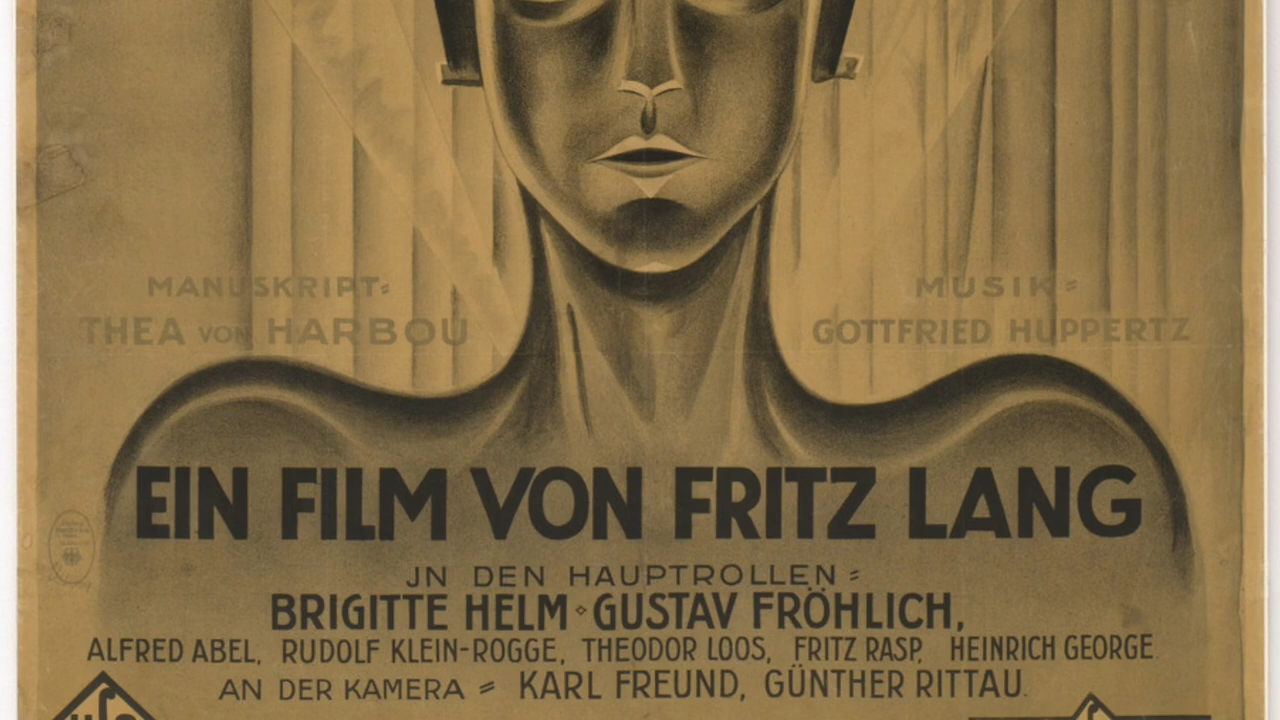 MANUSKRIPT=
THEA VON HARBOU
MUSIK=
GOTTFRIED HUPPERTZ
EIN FILM VON FRITZ LANG
JN DEN HAUPTROLLEN=
BRIGITTE HELM GUSTAV FRÖHLICH,
ALFRED ABEL, RUDOLF KLEIN-ROGGE, THEODOR LOOS, FRITZ RASP, HEINRICH GEORGE
AN DER KAMERA= KARL FREUND, GÜNTHER RITTAU.